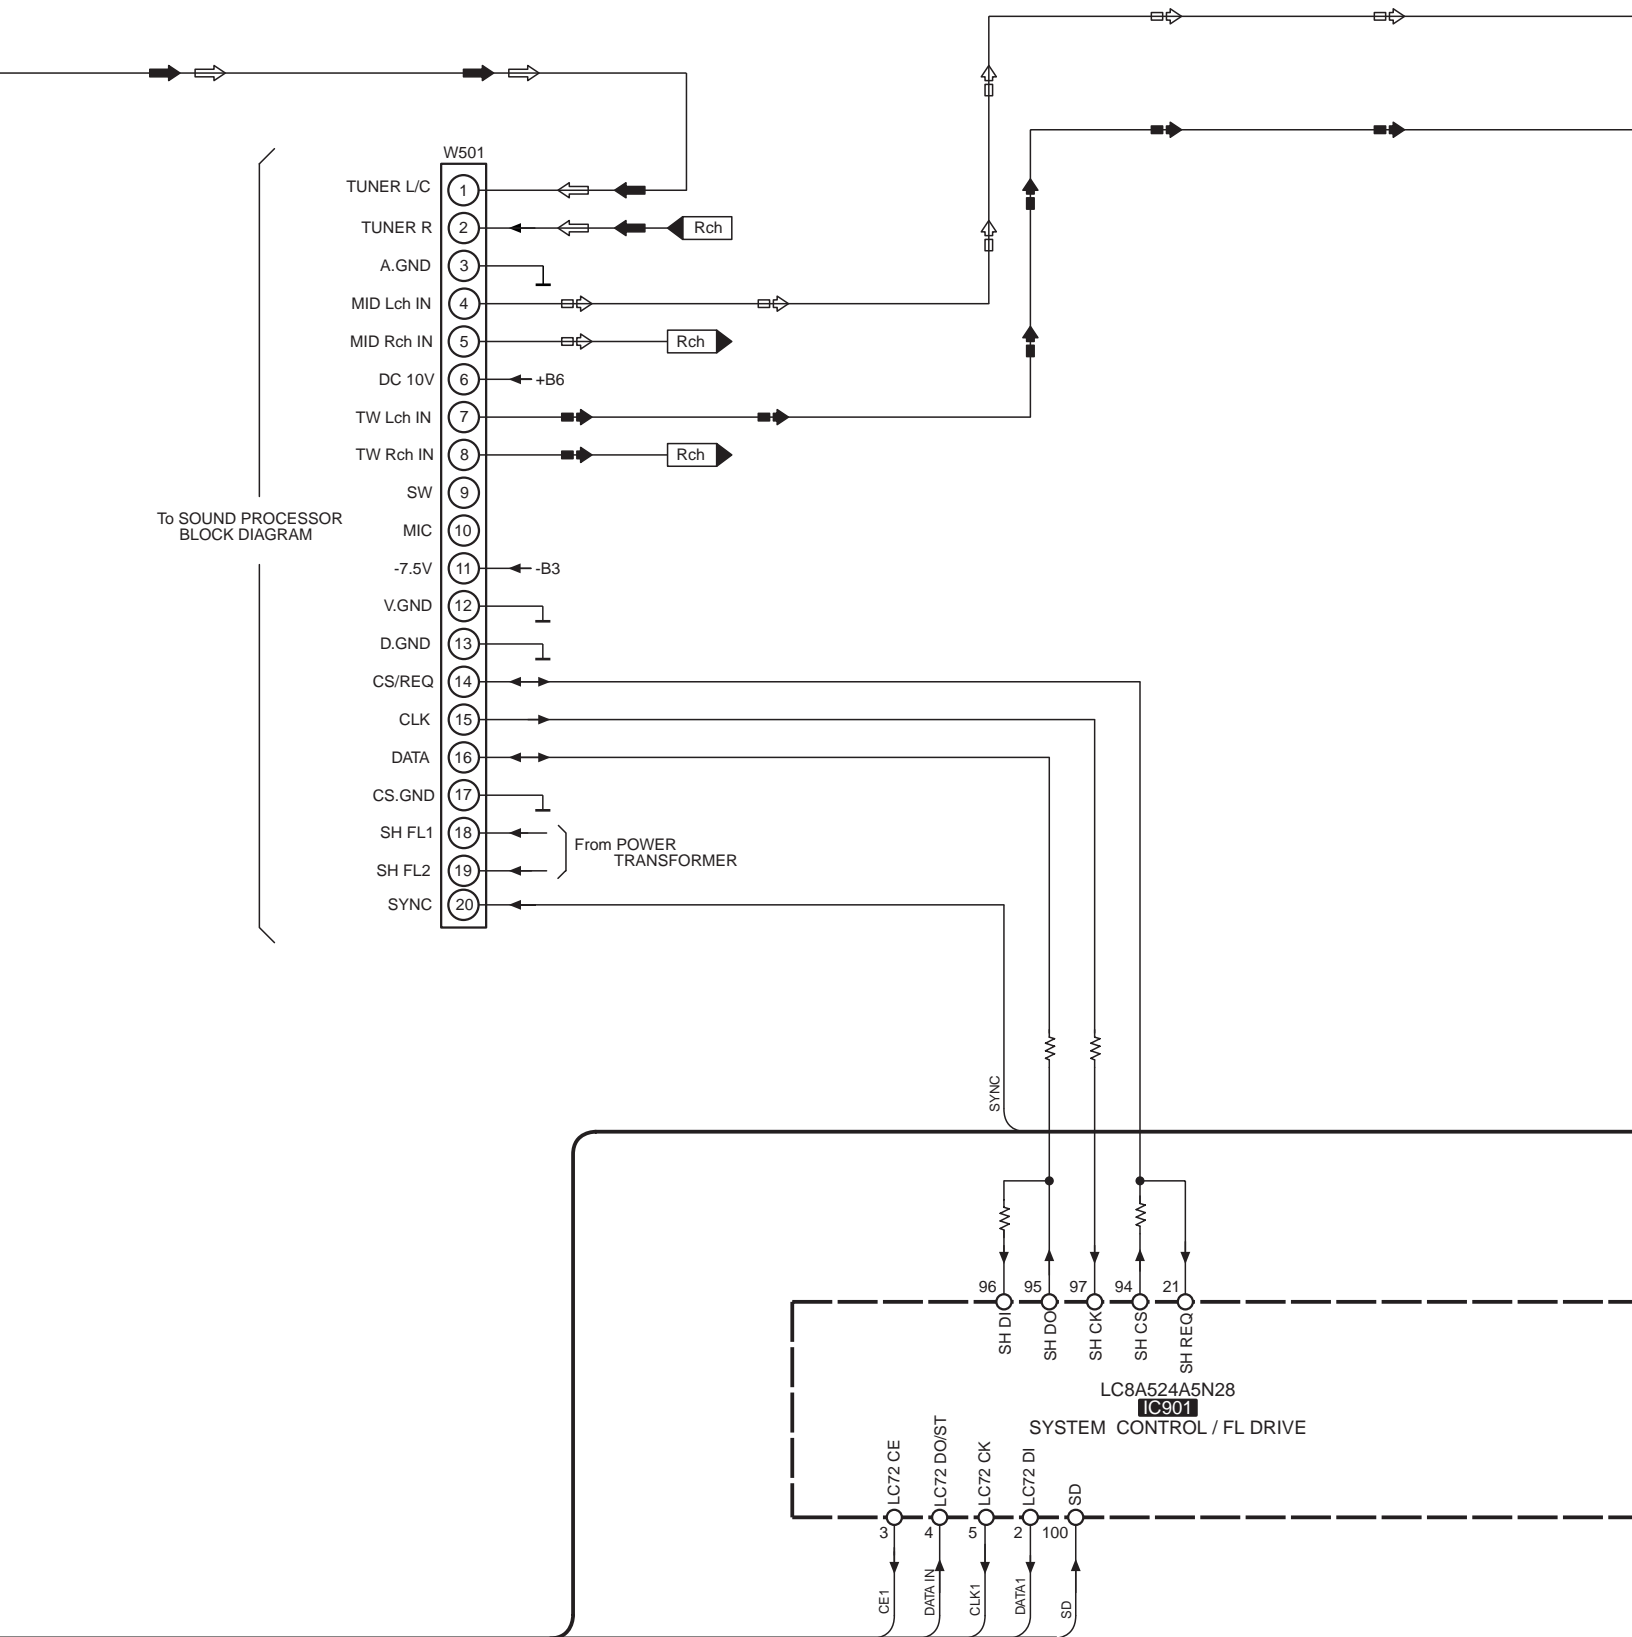 W501
TUNER L/C 1
TUNER R 2 Rch
A.GND 3
MID Lch IN 4
MID Rch IN 5 Rch
DC 10V 6 +B6
TW Lch IN 7
TW Rch IN 8 Rch
SW 9
To SOUND PROCESSOR
BLOCK DIAGRAM
MIC 10
-7.5V 11 -B3
V.GND 12
D.GND 13
CS/REQ 14
CLK 15
DATA 16
CS.GND 17
SH FL1 18
From POWER
TRANSFORMER
SH FL2 19
SYNC 20
SYNC
96 95 97 94 21
SH DI
SH DO
SH CK
SH CS
SH REQ
LC8A524A5N28
IC901
SYSTEM CONTROL / FL DRIVE
LC72 CE
LC72 DO/ST
LC72 CK
LC72 DI
SD
3 4 5 2 100
CE1
DATA IN
CLK1
DATA1
SD